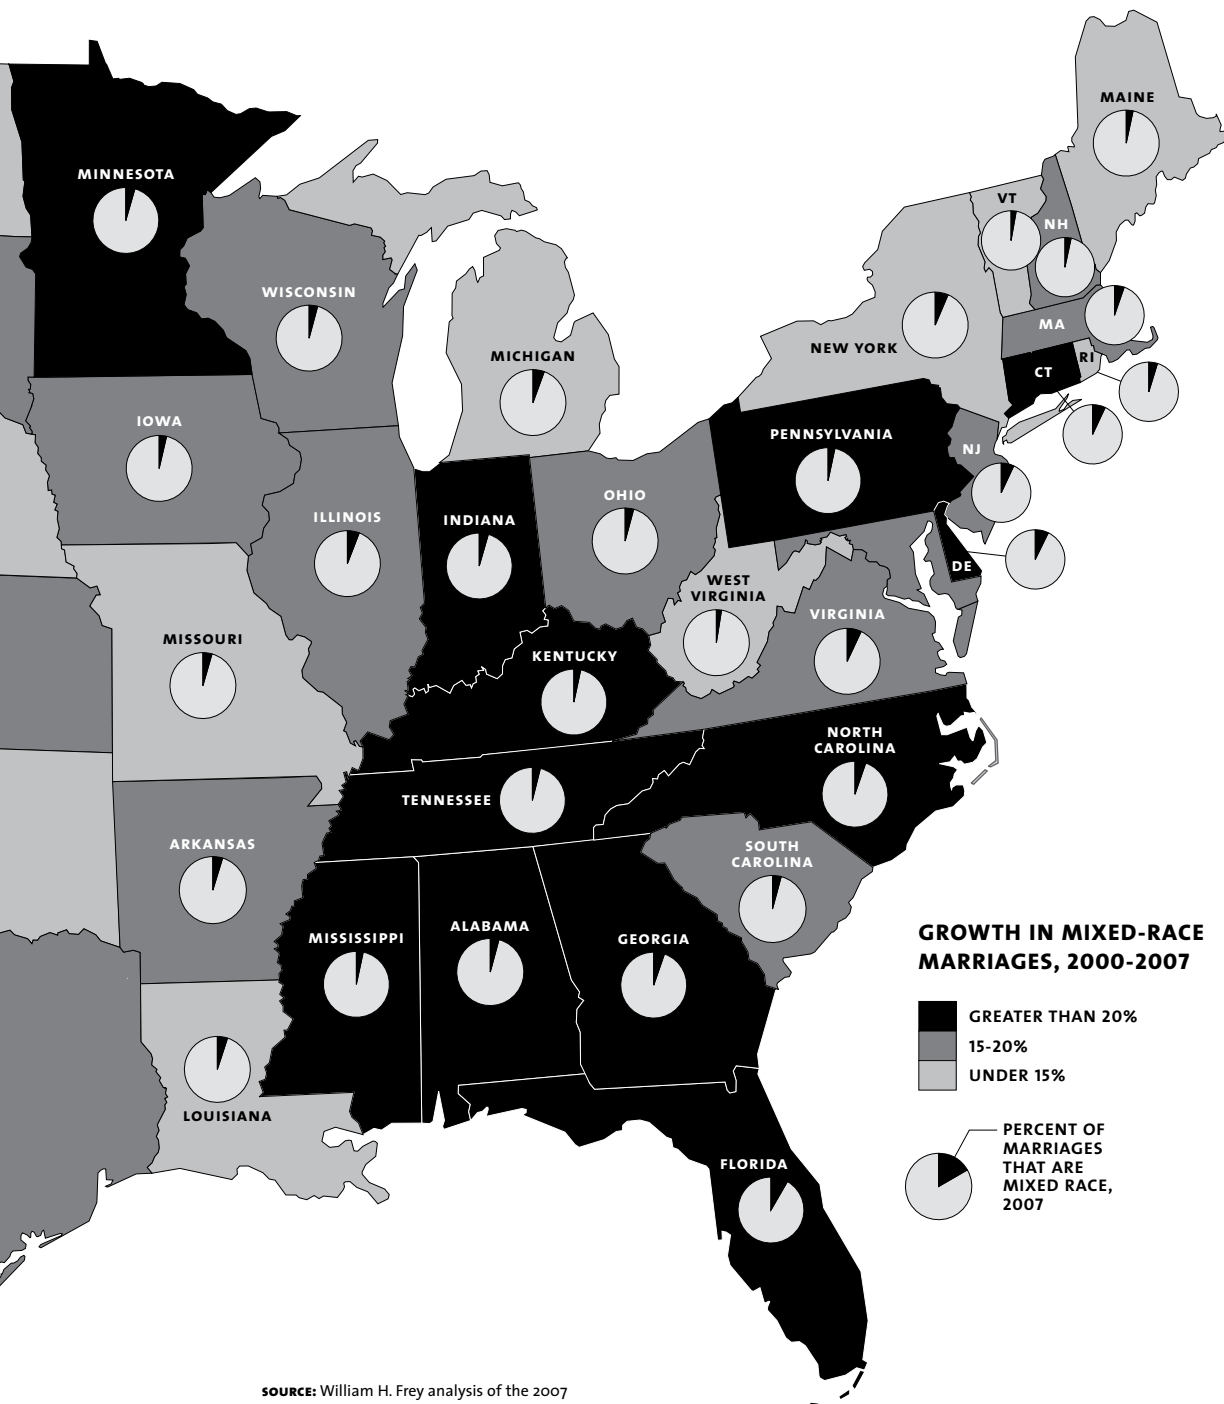 MAINE
MINNESOTA
VT
NH
WISCONSIN
MA
NEW YORK
MICHIGAN
RI
CT
IOWA
PENNSYLVANIA
NJ
OHIO
ILLINOIS
INDIANA
DE
WEST
VIRGINIA
VIRGINIA
MISSOURI
KENTUCKY
NORTH
CAROLINA
TENNESSEE
ARKANSAS
SOUTH
CAROLINA
MISSISSIPPI
ALABAMA
GEORGIA
LOUISIANA
FLORIDA
GROWTH IN MIXED-RACE
MARRIAGES, 2000-2007
GREATER THAN 20%
15-20%
UNDER 15%
PERCENT OF
MARRIAGES
THAT ARE
MIXED RACE,
2007
SOURCE: William H. Frey analysis of the 2007